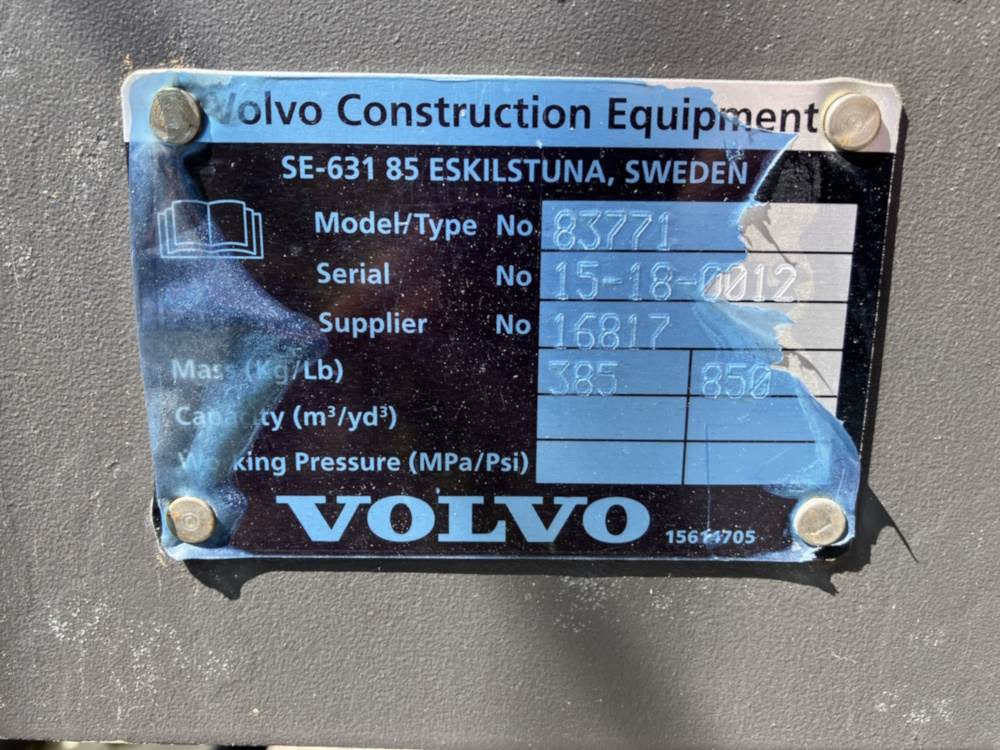 Volvo Construction Equipment
SE-631 85 ESKILSTUNA, SWEDEN
Model/Type No 83771
Serial No 15-18-0012
Supplier No 16817
Mass (Kg/Lb) 385 850
Capacity (m³/yd³)
Working Pressure (MPa/Psi)
VOLVO 15614705